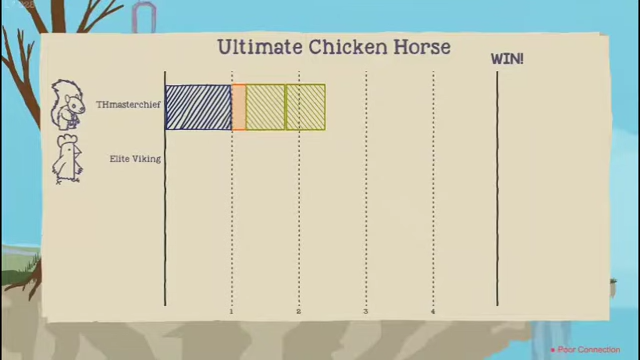 Ultimate Chicken Horse
WIN!
THmasterchief
Elite Viking
1 2 3 4
Poor Connection